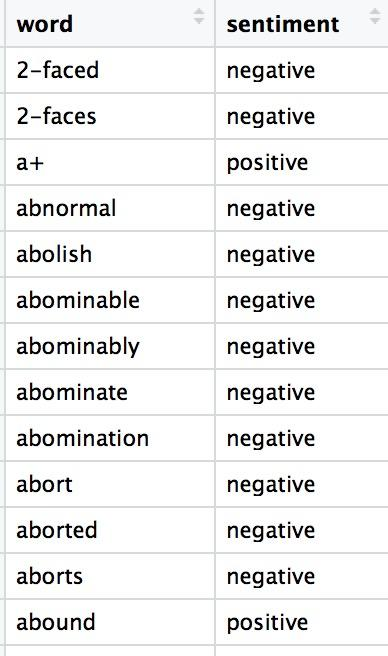 word sentiment
2-faced negative
2-faces negative
a+ positive
abnormal negative
abolish negative
abominable negative
abominably negative
abominate negative
abomination negative
abort negative
aborted negative
aborts negative
abound positive